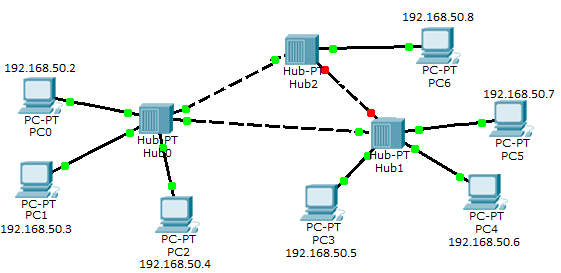 192.168.50.8
Hub-PT
Hub2
PC-PT
PC6
192.168.50.2
PC-PT
PC0
Hub-PT
Hub0
192.168.50.7
PC-PT
PC5
Hub-PT
Hub1
PC-PT
PC1
192.168.50.3
PC-PT
PC2
192.168.50.4
PC-PT
PC3
192.168.50.5
PC-PT
PC4
192.168.50.6